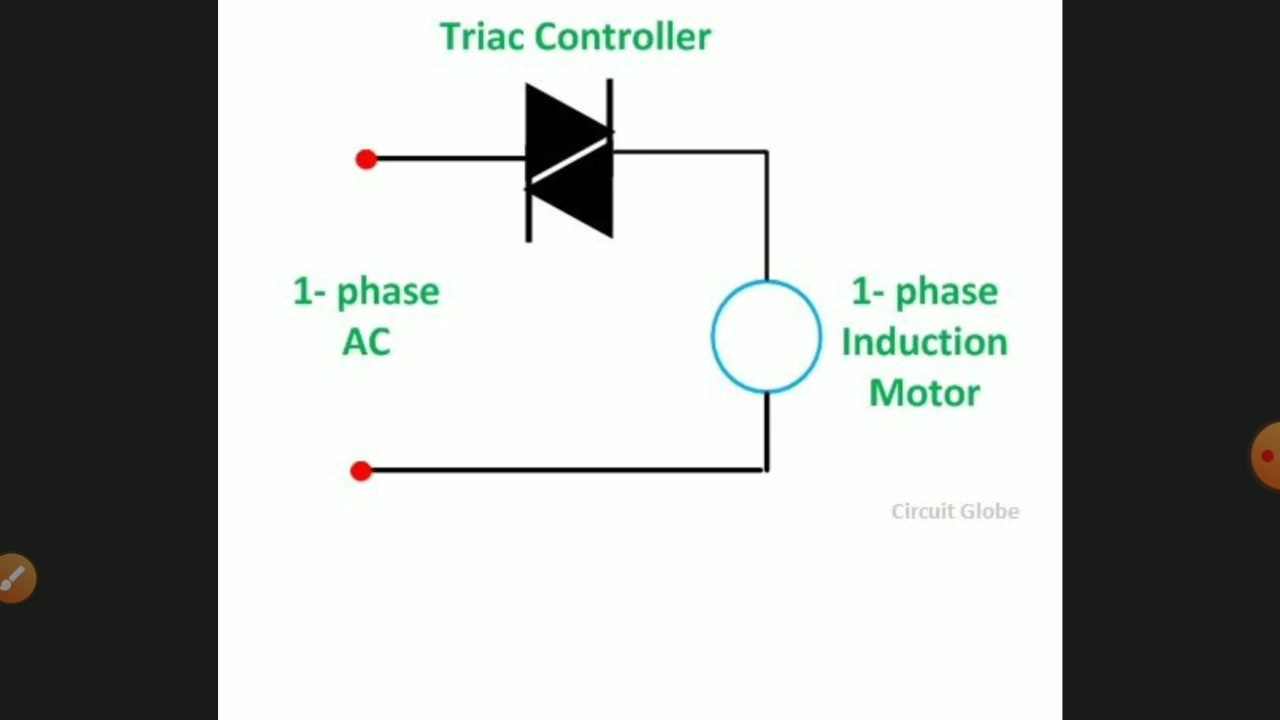 Triac Controller
1- phase
AC
1- phase
Induction
Motor
Circuit Globe